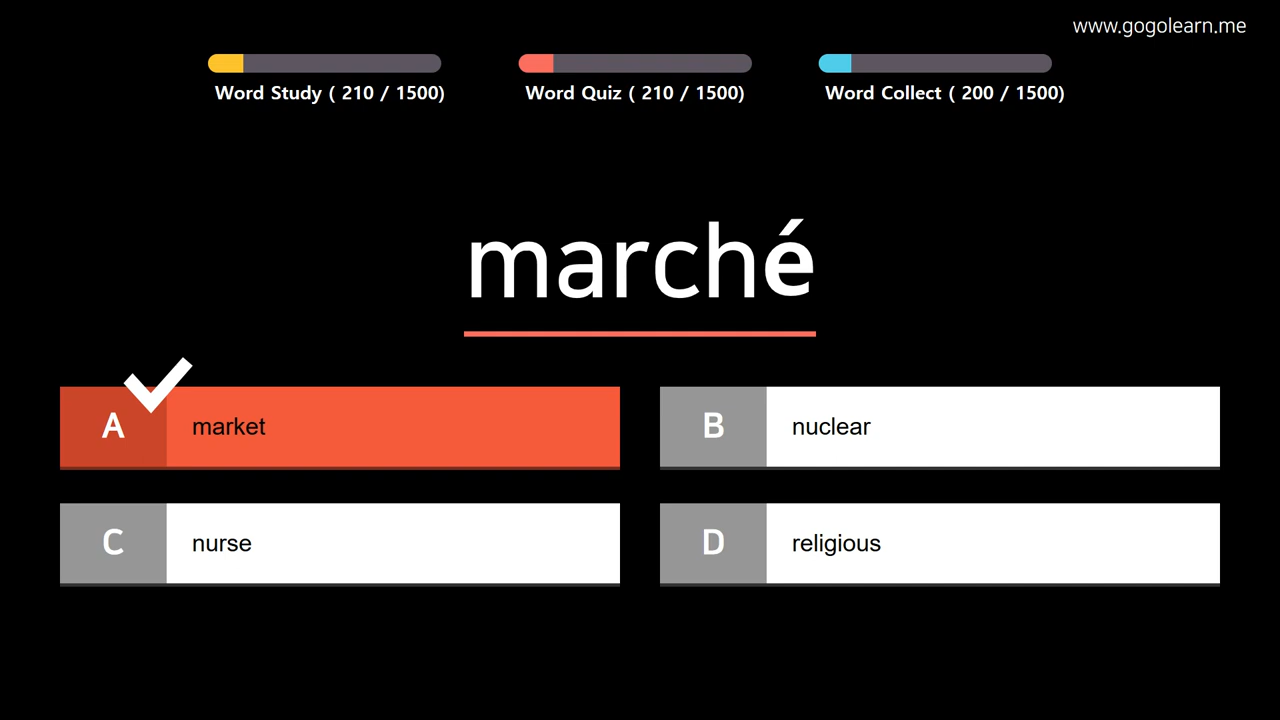 www.gogolearn.me
Word Study ( 210 / 1500)
Word Quiz ( 210 / 1500)
Word Collect ( 200 / 1500)
marché
A
market
B
nuclear
C
nurse
D
religious